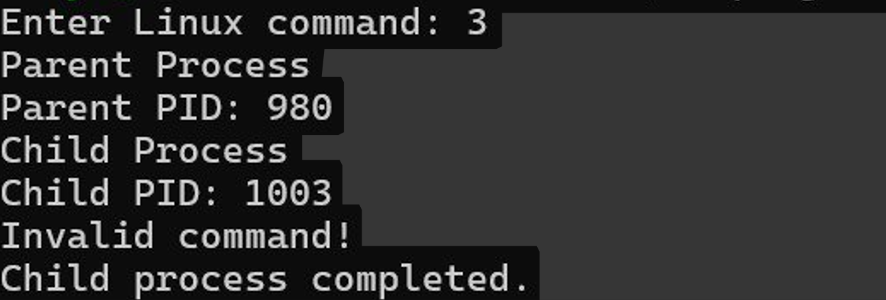 Enter Linux command: 3
Parent Process
Parent PID: 980
Child Process
Child PID: 1003
Invalid command!
Child process completed.